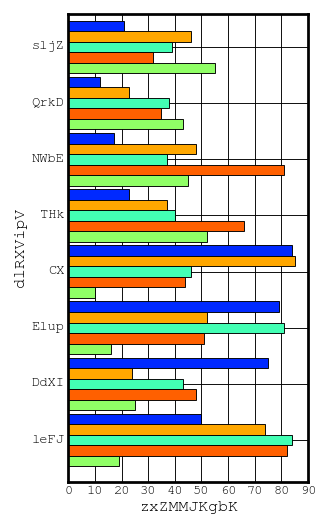 sljZ
QrkD
NWbE
THk
CX
Elup
DdXI
leFJ
dlRXVipV
0 10 20 30 40 50 60 70 80 90
zxZMMJKgbK